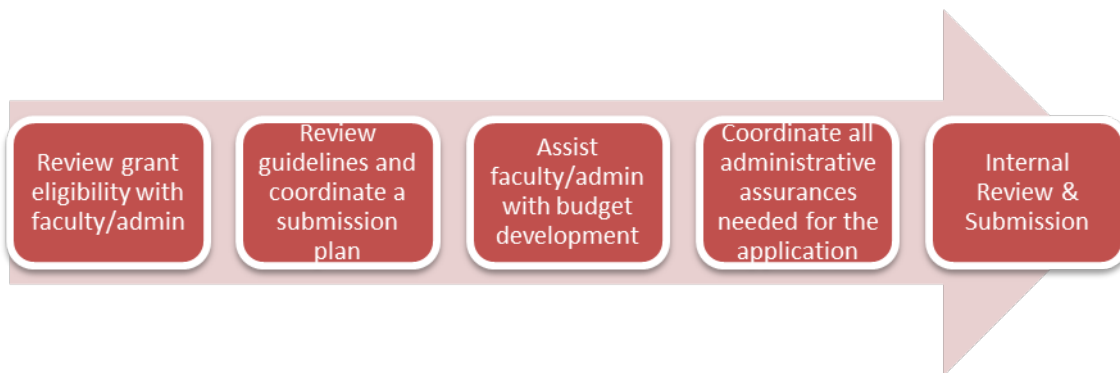 Review grant
eligibility with
faculty/admin
Review
guidelines and
coordinate a
submission
plan
Assist
faculty/admin
with budget
development
Coordinate all
administrative
assurances
needed for the
application
Internal
Review &
Submission